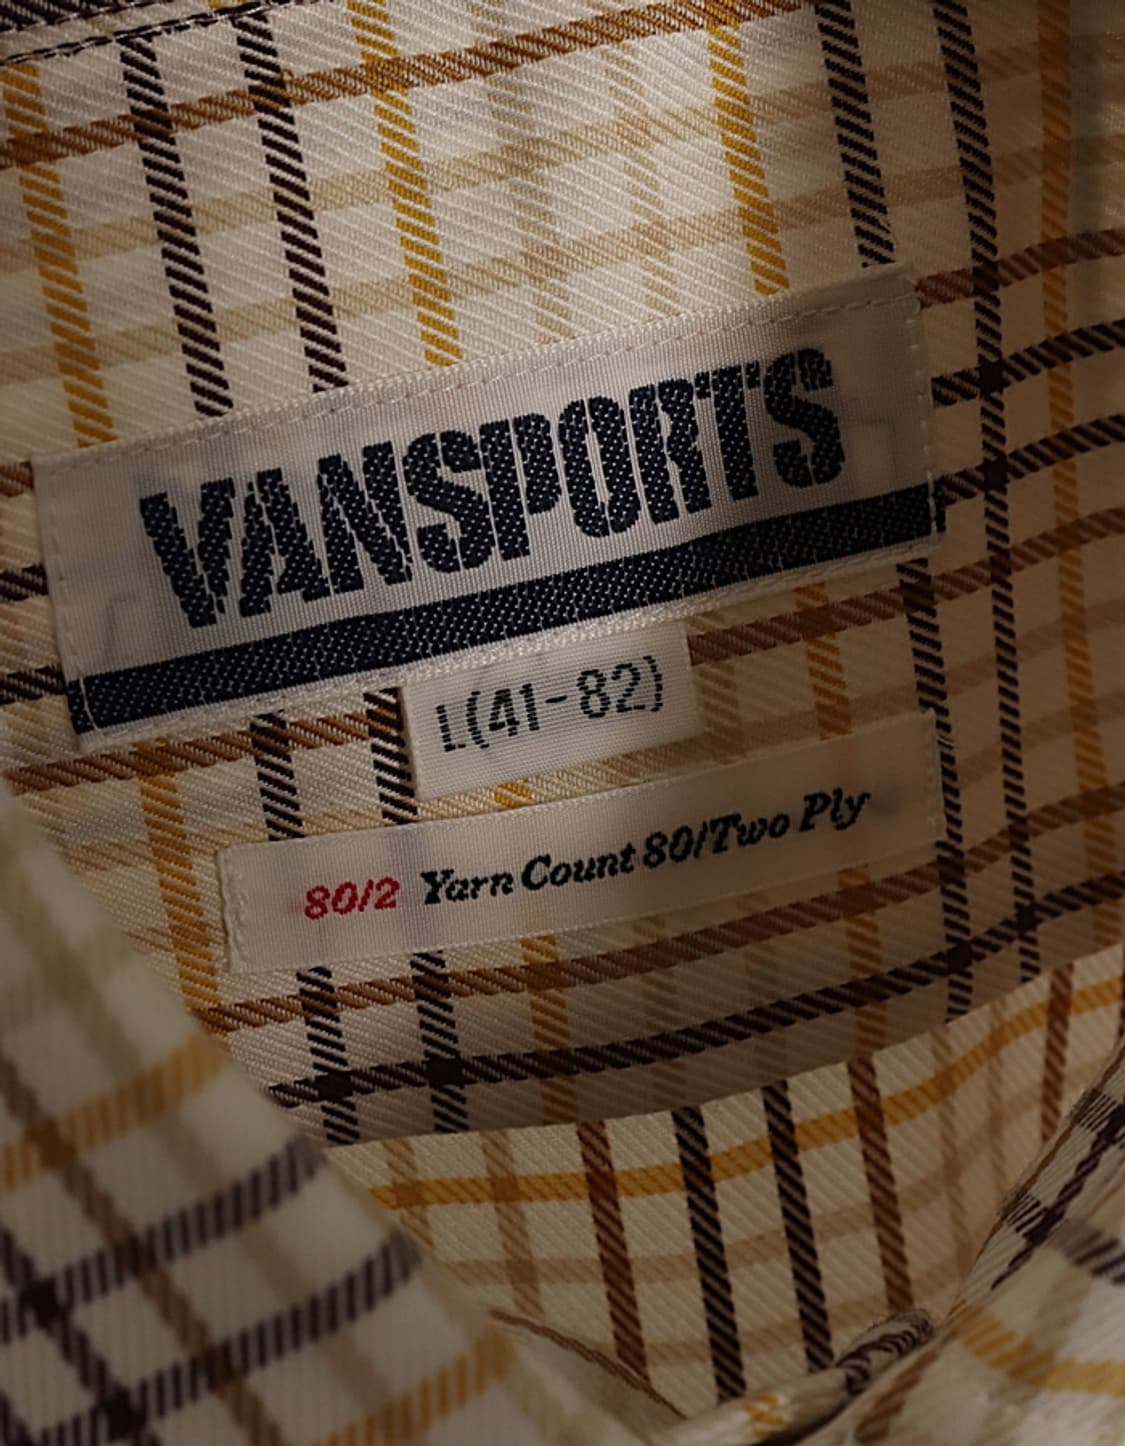 VANSPORTS
L(41-82)
80/2 Yarn Count 80/Two Ply